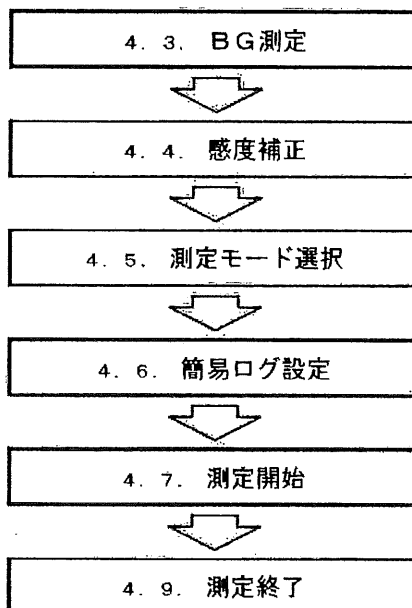 4. 3. BG測定
4. 4. 感度補正
4. 5. 測定モード選択
4. 6. 簡易ログ設定
4. 7. 測定開始
4. 9. 測定終了